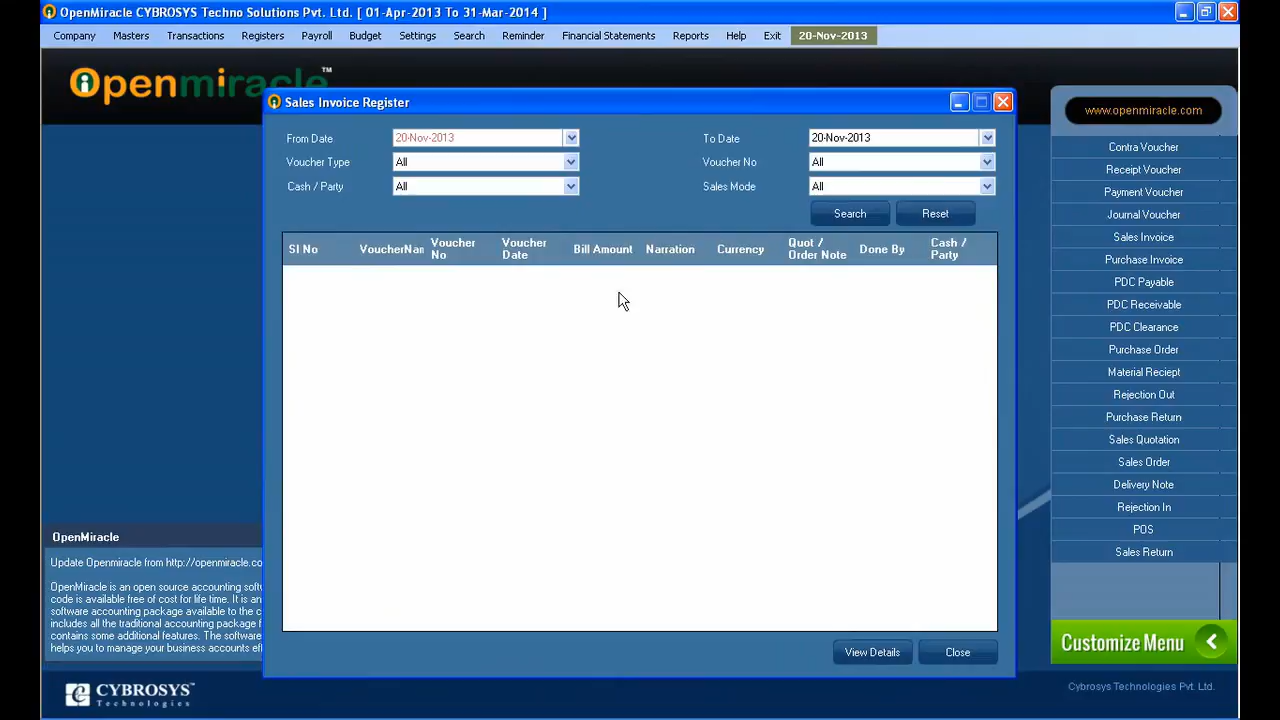 OpenMiracle CYBROSYS Techno Solutions Pvt. Ltd. [ 01-Apr-2013 To 31-Mar-2014 ]
Company Masters Transactions Registers Payroll Budget Settings Search Reminder Financial Statements Reports Help Exit 20-Nov-2013
Openmiracle™
Sales Invoice Register
From Date 20-Nov-2013 To Date 20-Nov-2013
Voucher Type All Voucher No All
Cash / Party All Sales Mode All
Search Reset
Sl No VoucherNam Voucher No Voucher Date Bill Amount Narration Currency Quot / Order Note Done By Cash / Party
View Details Close
www.openmiracle.com
Contra Voucher
Receipt Voucher
Payment Voucher
Journal Voucher
Sales Invoice
Purchase Invoice
PDC Payable
PDC Receivable
PDC Clearance
Purchase Order
Material Reciept
Rejection Out
Purchase Return
Sales Quotation
Sales Order
Delivery Note
Rejection In
POS
Sales Return
Customize Menu
OpenMiracle
Update Openmiracle from http://openmiracle.co
OpenMiracle is an open source accounting softw
code is available free of cost for life time. It is an
software accounting package available to the c
includes all the traditional accounting package f
contains some additional features. The software
helps you to manage your business accounts eff
CYBROSYS
Technologies
Cybrosys Technologies Pvt. Ltd.